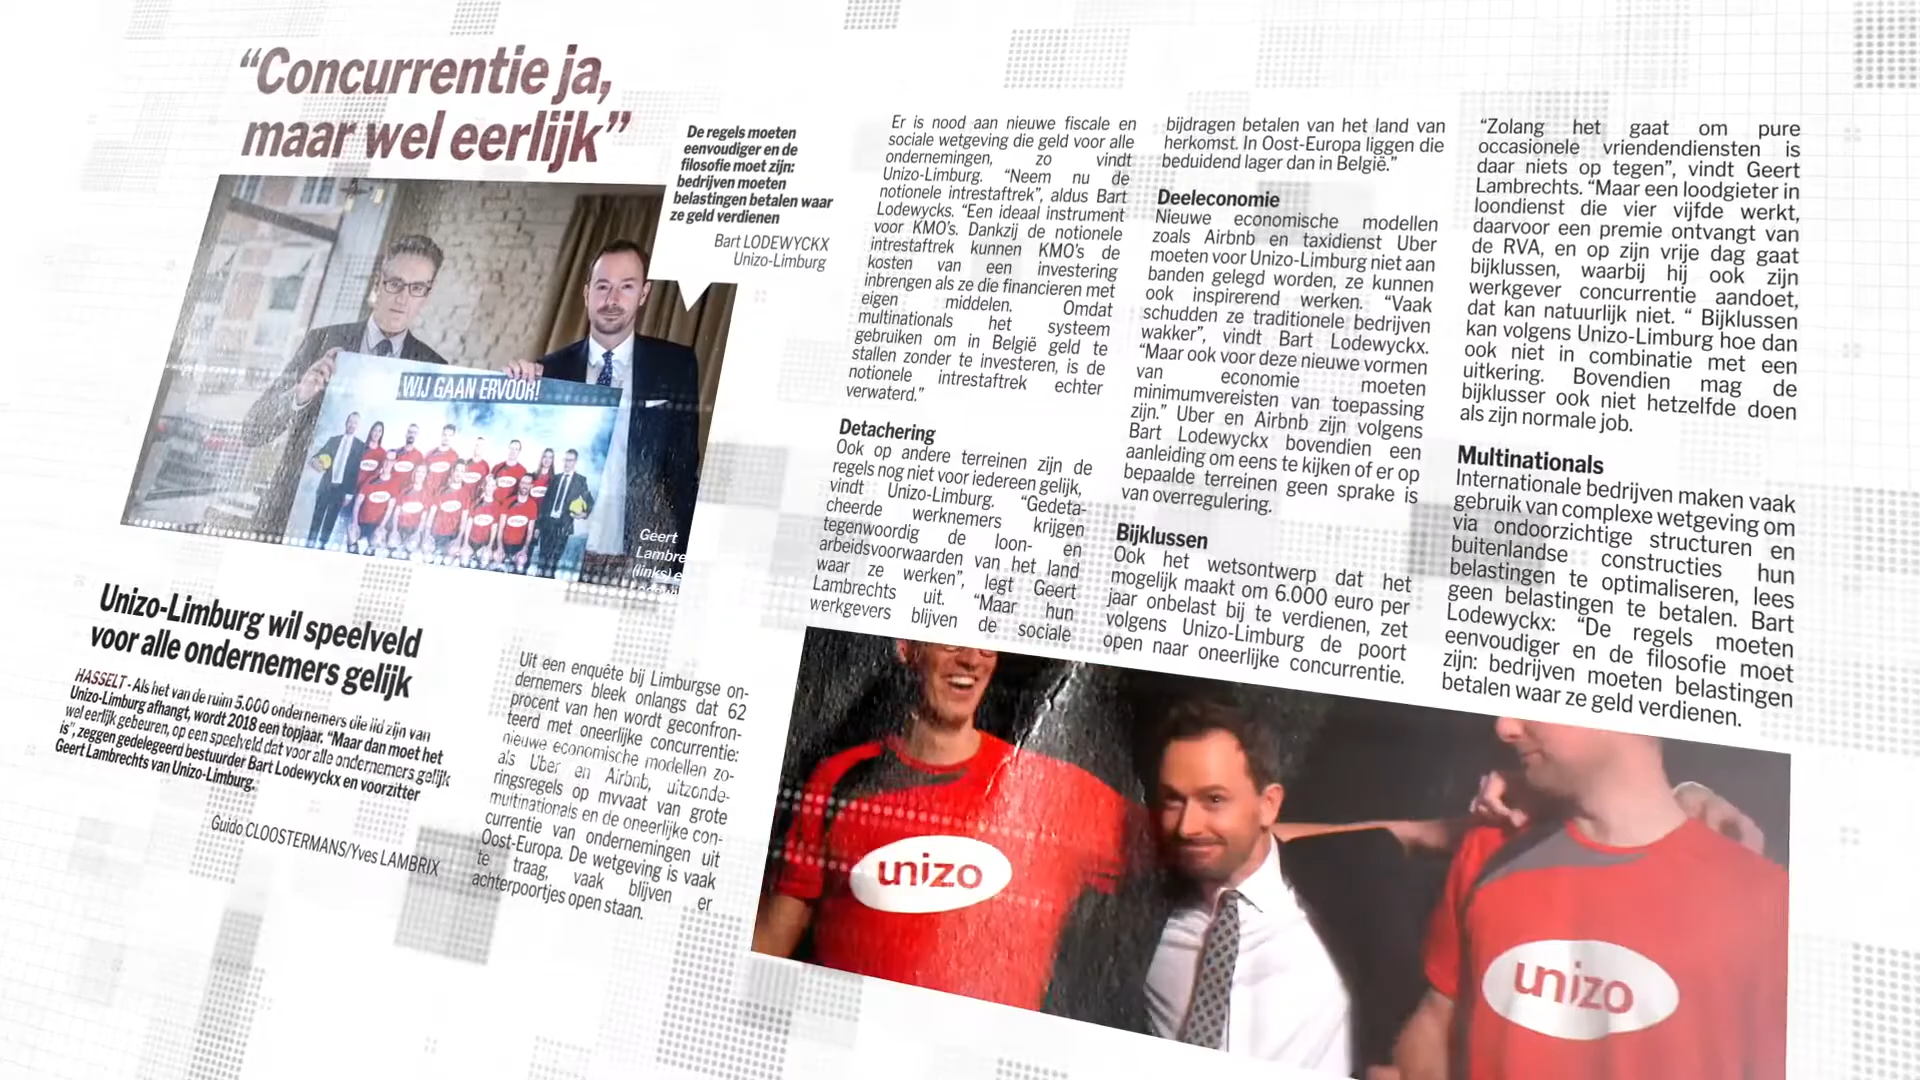 “Concurrentie ja,
maar wel eerlijk”
De regels moeten
eenvoudiger en de
filosofie moet zijn:
bedrijven moeten
belastingen betalen waar
ze geld verdienen
Bart LODEWYCKX
Unizo-Limburg
WIJ GAAN ERVOOR!
Geert
(links)
Unizo-Limburg wil speelveld
voor alle ondernemers gelijk
HASSELT - Als het van de ruim 5.000 ondernemers die lid zijn van
Unizo-Limburg afhangt, wordt 2018 een topjaar. “Maar dan moet het
wel eerlijk gebeuren, op een speelveld dat voor alle ondernemers gelijk
is”, zeggen gedelegeerd bestuurder Bart Lodewyckx en voorzitter
Geert Lambrechts van Unizo-Limburg.
Guido CLOOSTERMANS/Yves LAMBRIX
Uit een enquête bij Limburgse on-
dernemers bleek onlangs dat 62
procent van hen wordt geconfron-
teerd met oneerlijke concurrentie:
nieuwe economische modellen zo-
als Uber en Airbnb, uitzonde-
ringsregels op mvvaat van grote
multinationals en de oneerlijke con-
currentie van ondernemingen uit
Oost-Europa. De wetgeving is vaak
te traag, vaak blijven er
achterpoortjes open staan.
Er is nood aan nieuwe fiscale en
sociale wetgeving die geld voor alle
ondernemingen, zo vindt
Unizo-Limburg. “Neem nu de
notionele intrestaftrek”, aldus Bart
Lodewycks. “Een ideaal instrument
voor KMO’s. Dankzij de notionele
intrestaftrek kunnen KMO’s de
kosten van een investering
inbrengen als ze die financieren met
eigen middelen. Omdat
multinationals het systeem
gebruiken om in België geld te
stallen zonder te investeren, is de
notionele intrestaftrek echter
verwaterd.”
Detachering
Ook op andere terreinen zijn de
regels nog niet voor iedereen gelijk,
vindt Unizo-Limburg. “Gedeta-
cheerde werknemers krijgen
tegenwoordig de loon- en
arbeidsvoorwaarden van het land
waar ze werken”, legt Geert
Lambrechts uit. “Maar hun
werkgevers blijven de sociale
bijdragen betalen van het land van
herkomst. In Oost-Europa liggen die
beduidend lager dan in België.”
Deeleconomie
Nieuwe economische modellen
zoals Airbnb en taxidienst Uber
moeten voor Unizo-Limburg niet aan
banden gelegd worden, ze kunnen
ook inspirerend werken. “Vaak
schudden ze traditionele bedrijven
wakker”, vindt Bart Lodewyckx.
“Maar ook voor deze nieuwe vormen
van economie moeten
minimumvereisten van toepassing
zijn.” Uber en Airbnb zijn volgens
Bart Lodewyckx bovendien een
aanleiding om eens te kijken of er op
bepaalde terreinen geen sprake is
van overregulering.
Bijklussen
Ook het wetsontwerp dat het
mogelijk maakt om 6.000 euro per
jaar onbelast bij te verdienen, zet
volgens Unizo-Limburg de poort
open naar oneerlijke concurrentie.
“Zolang het gaat om pure
occasionele vriendendiensten is
daar niets op tegen”, vindt Geert
Lambrechts. “Maar een loodgieter in
loondienst die vier vijfde werkt,
daarvoor een premie ontvangt van
de RVA, en op zijn vrije dag gaat
bijklussen, waarbij hij ook zijn
werkgever concurrentie aandoet,
dat kan natuurlijk niet. “ Bijklussen
kan volgens Unizo-Limburg hoe dan
ook niet in combinatie met een
uitkering. Bovendien mag de
bijklusser ook niet hetzelfde doen
als zijn normale job.
Multinationals
Internationale bedrijven maken vaak
gebruik van complexe wetgeving om
via ondoorzichtige structuren en
buitenlandse constructies hun
belastingen te optimaliseren, lees
geen belastingen te betalen. Bart
Lodewyckx: “De regels moeten
eenvoudiger en de filosofie moet
zijn: bedrijven moeten belastingen
betalen waar ze geld verdienen.
unizo
unizo